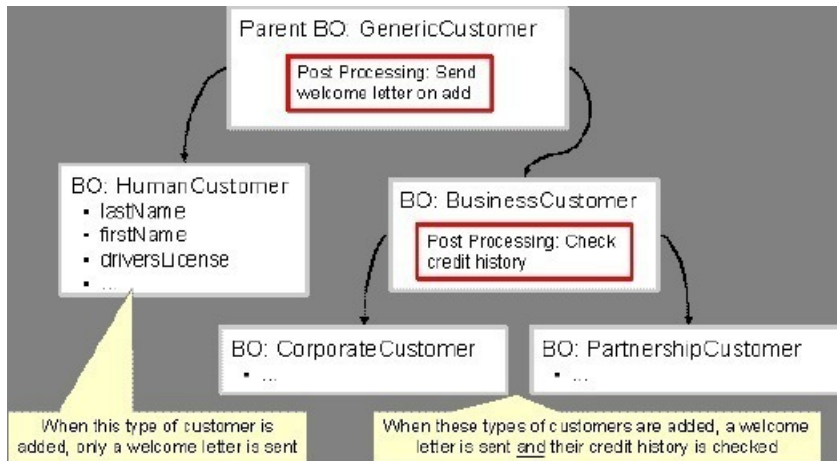 Parent BO: GenericCustomer
Post Processing: Send
welcome letter on add
BO: HumanCustomer
▪ lastName
▪ firstName
▪ driversLicense
▪ ...
BO: BusinessCustomer
Post Processing: Check
credit history
BO: CorporateCustomer
▪ ...
BO: PartnershipCustomer
▪ ...
When this type of customer is
added, only a welcome letter is sent
When these types of customers are added, a welcome
letter is sent and their credit history is checked